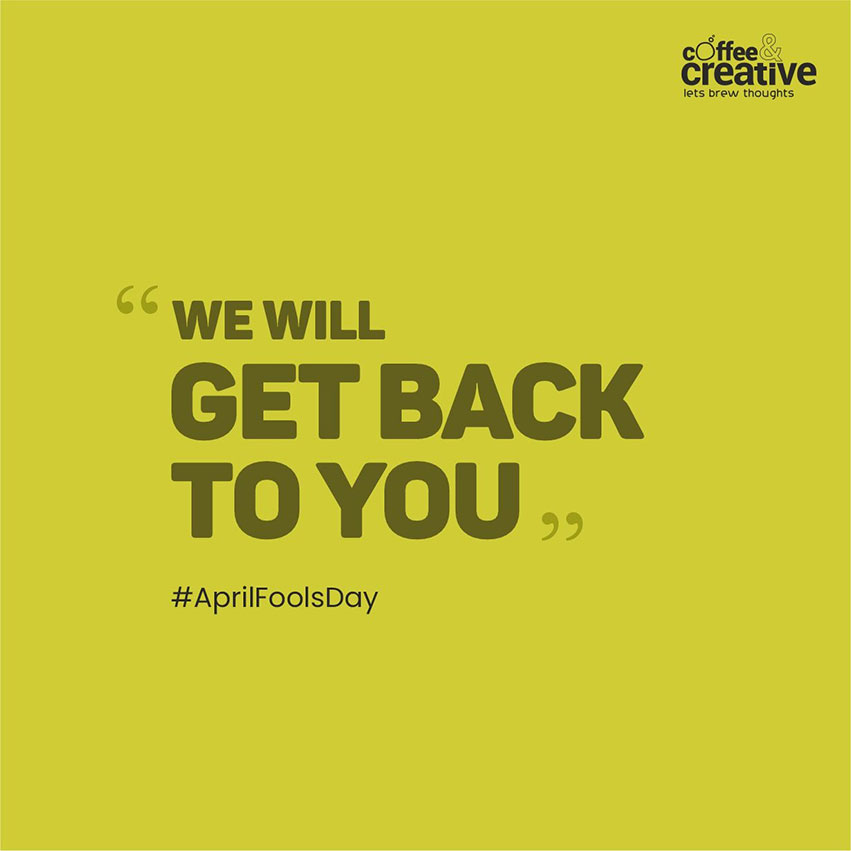 coffee &
creative
lets brew thoughts
“ WE WILL
GET BACK
TO YOU ”
#AprilFoolsDay